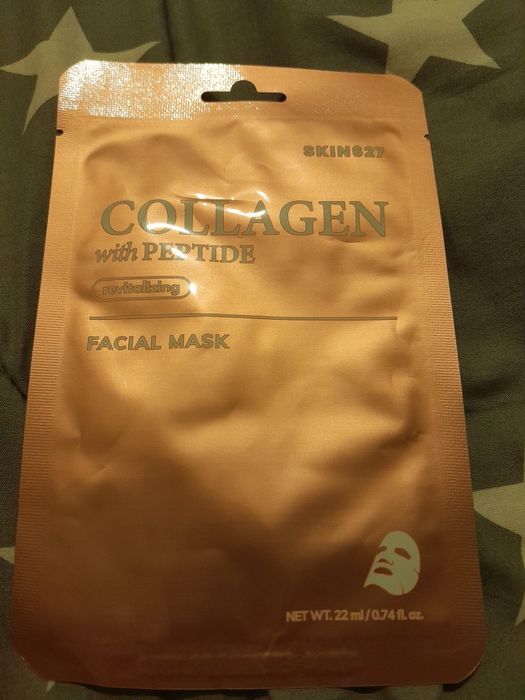 SKIN627
COLLAGEN
with PEPTIDE
revitalizing
FACIAL MASK
NET WT. 22 ml / 0.74 fl. oz.